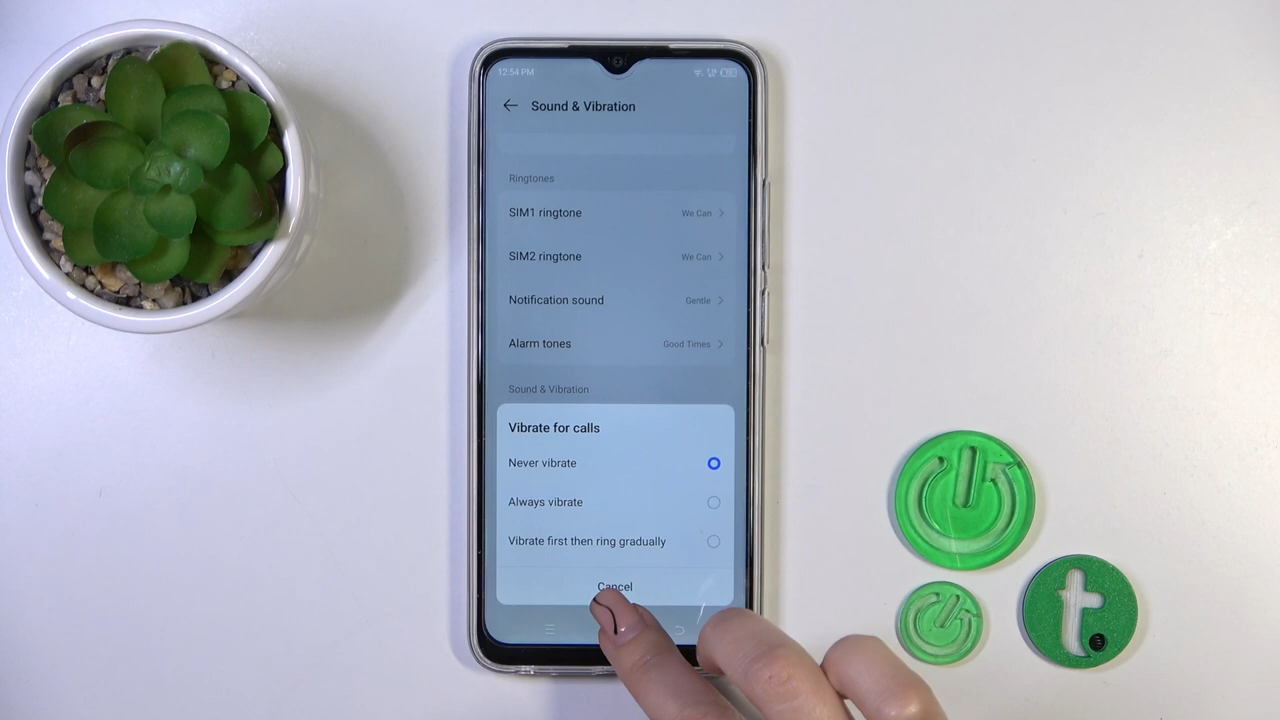 12:54 PM
Sound & Vibration
Ringtones
SIM1 ringtone We Can
SIM2 ringtone We Can
Notification sound Gentle
Alarm tones Good Times
Sound & Vibration
Vibrate for calls
Never vibrate
Always vibrate
Vibrate first then ring gradually
Cancel
t.